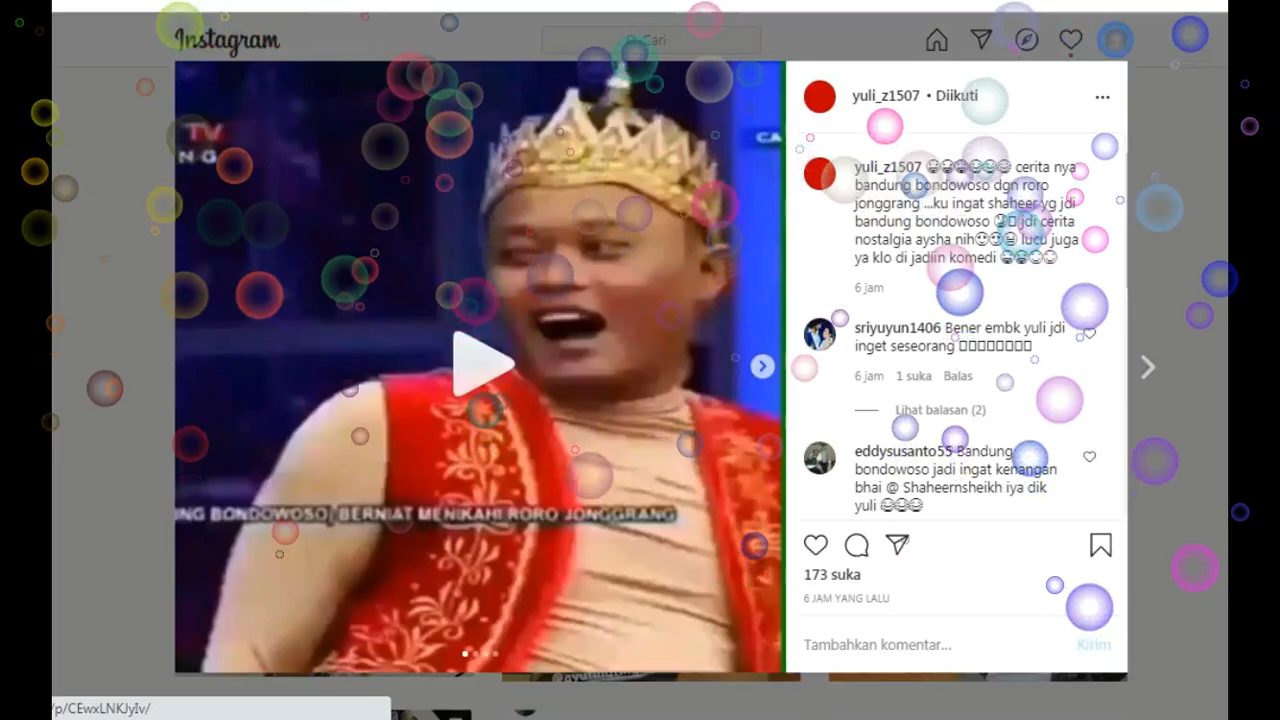 Instagram
Cari
TV
N G
CA
yuli_z1507 • Diikuti
yuli_z1507 cerita nya
bandung bondowoso dgn roro
jonggrang ...ku ingat shaheer yg jdi
bandung bondowoso jdi cerita
nostalgia aysha nih lucu juga
ya klo di jadiin komedi
6 jam
sriyuyun1406 Bener embk yuli jdi
inget seseorang
6 jam 1 suka Balas
Lihat balasan (2)
eddysusanto55 Bandung
bondowoso jadi ingat kenangan
bhai @ Shaheernsheikh iya dik
yuli
ING BONDOWOSO, BERNIAT MENIKAHI RORO JONGGRANG
173 suka
6 JAM YANG LALU
Tambahkan komentar...
Kirim
/p/CEwxLNKJyIv/